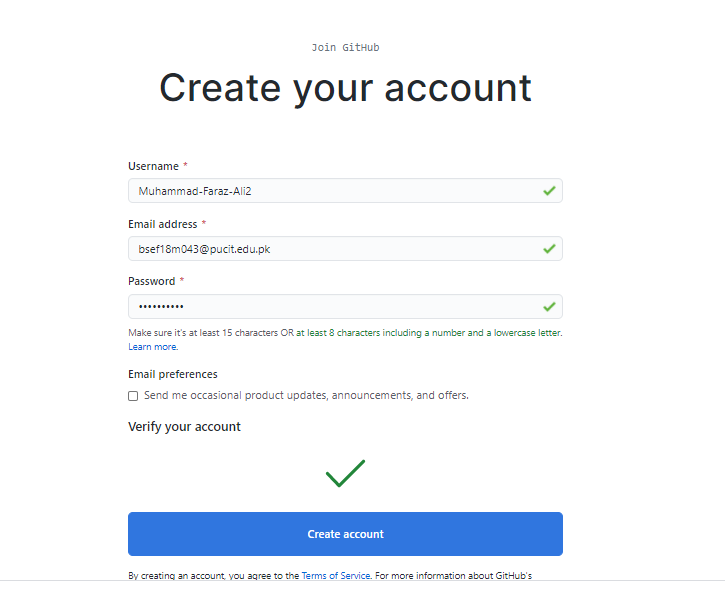 Join GitHub
Create your account
Username *
Muhammad-Faraz-Ali2
Email address *
bsef18m043@pucit.edu.pk
Password *
••••••••••
Make sure it's at least 15 characters OR at least 8 characters including a number and a lowercase letter.
Learn more.
Email preferences
Send me occasional product updates, announcements, and offers.
Verify your account
Create account
By creating an account, you agree to the Terms of Service. For more information about GitHub's